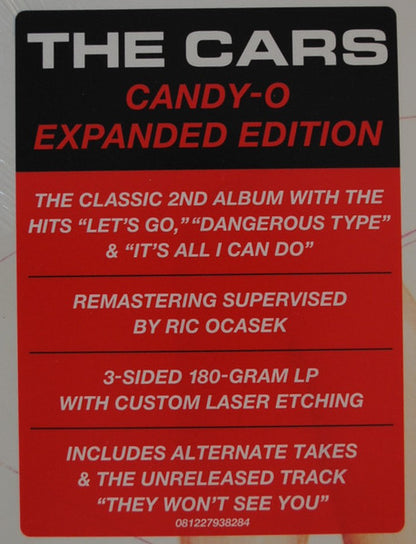 THE CARS
CANDY-O
EXPANDED EDITION
THE CLASSIC 2ND ALBUM WITH THE
HITS “LET’S GO,” “DANGEROUS TYPE”
& “IT’S ALL I CAN DO”
REMASTERING SUPERVISED
BY RIC OCASEK
3-SIDED 180-GRAM LP
WITH CUSTOM LASER ETCHING
INCLUDES ALTERNATE TAKES
& THE UNRELEASED TRACK
“THEY WON’T SEE YOU”
081227938284